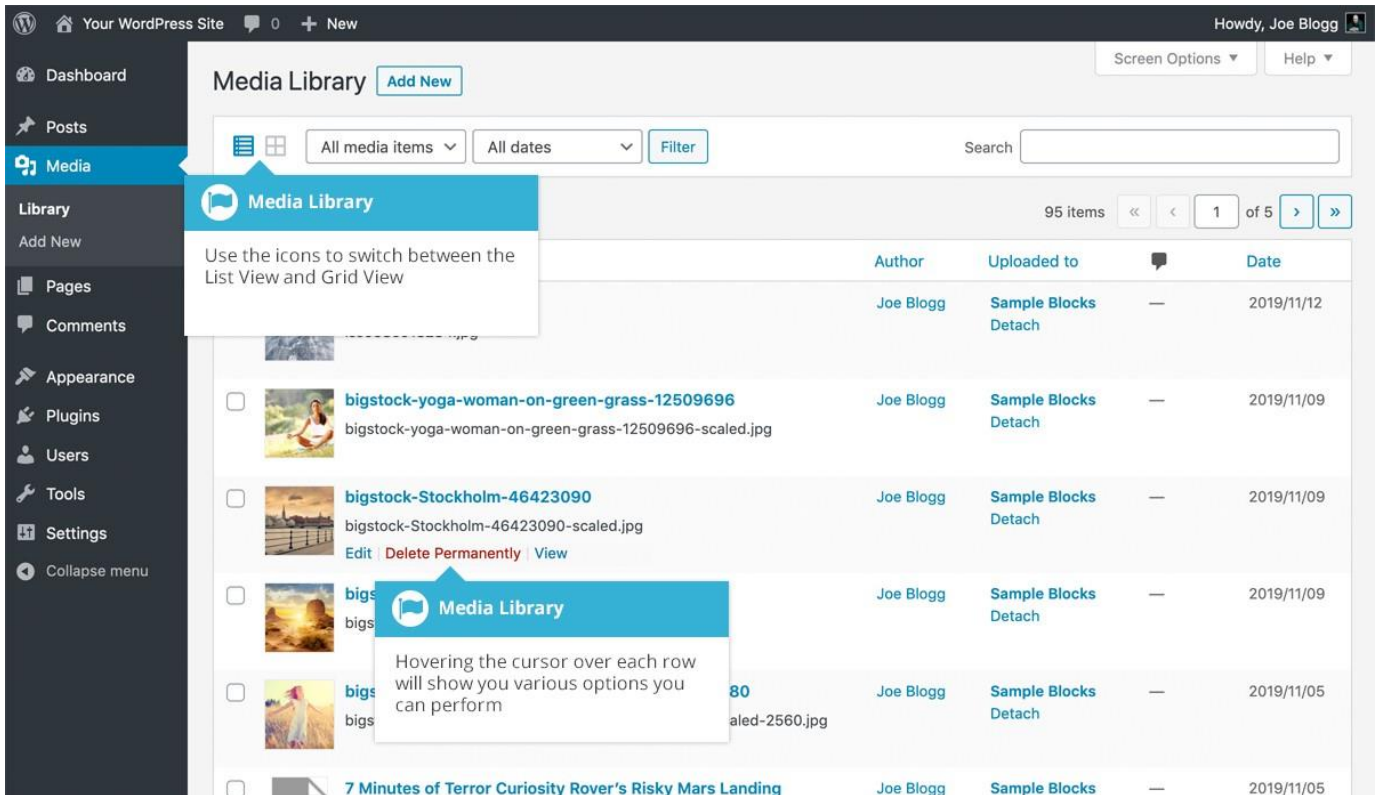 Your WordPress Site 0 + New Howdy, Joe Blogg
Screen Options ▼ Help ▼
Dashboard
Posts
Media
Library
Add New
Pages
Comments
Appearance
Plugins
Users
Tools
Settings
Collapse menu
Media Library Add New
All media items All dates Filter Search
Media Library
Use the icons to switch between the
List View and Grid View
95 items « ‹ 1 of 5 › »
Author Uploaded to Date
Joe Blogg Sample Blocks — 2019/11/12
Detach
bigstock-yoga-woman-on-green-grass-12509696 Joe Blogg Sample Blocks — 2019/11/09
bigstock-yoga-woman-on-green-grass-12509696-scaled.jpg Detach
bigstock-Stockholm-46423090 Joe Blogg Sample Blocks — 2019/11/09
bigstock-Stockholm-46423090-scaled.jpg Detach
Edit | Delete Permanently | View
bigs Joe Blogg Sample Blocks — 2019/11/09
bigs Detach
Media Library
Hovering the cursor over each row
will show you various options you
can perform
bigs 80 Joe Blogg Sample Blocks — 2019/11/05
bigs aled-2560.jpg Detach
7 Minutes of Terror Curiosity Rover's Risky Mars Landing Joe Blogg Sample Blocks — 2019/11/05